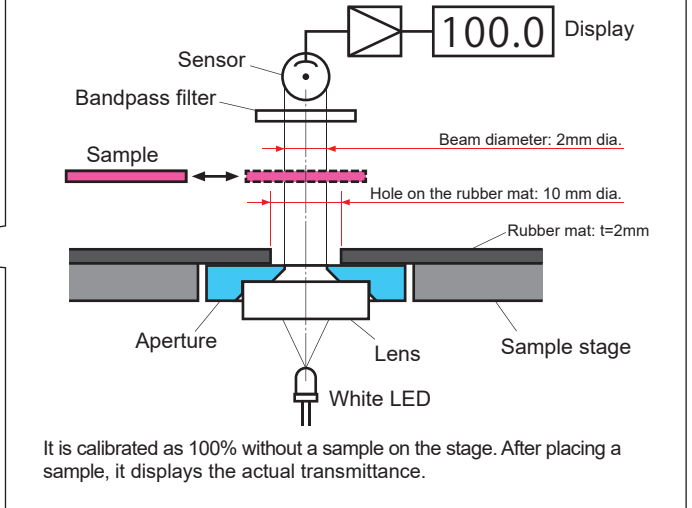 100.0
Display
Sensor
Bandpass filter
Beam diameter: 2mm dia.
Sample
Hole on the rubber mat: 10 mm dia.
Rubber mat: t=2mm
Aperture
Lens
Sample stage
White LED
It is calibrated as 100% without a sample on the stage. After placing a
sample, it displays the actual transmittance.